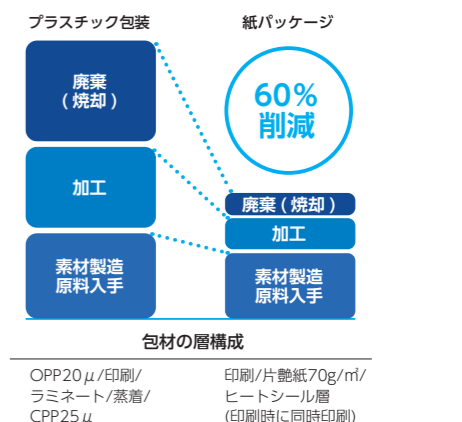 プラスチック包装
紙パッケージ
廃棄
(焼却)
加工
素材製造
原料入手
60%
削減
廃棄(焼却)
加工
素材製造
原料入手
包材の層構成
OPP20μ/印刷/
ラミネート/蒸着/
CPP25μ
印刷/片艶紙70g/㎡/
ヒートシール層
(印刷時に同時印刷)